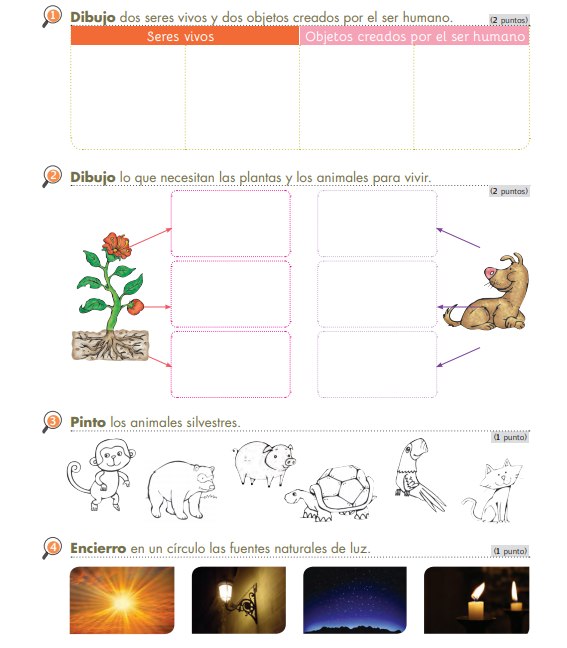 1 Dibujo dos seres vivos y dos objetos creados por el ser humano.
(2 puntos)
Seres vivos
Objetos creados por el ser humano
2 Dibujo lo que necesitan las plantas y los animales para vivir.
(2 puntos)
3 Pinto los animales silvestres.
(1 punto)
4 Encierro en un círculo las fuentes naturales de luz.
(1 punto)